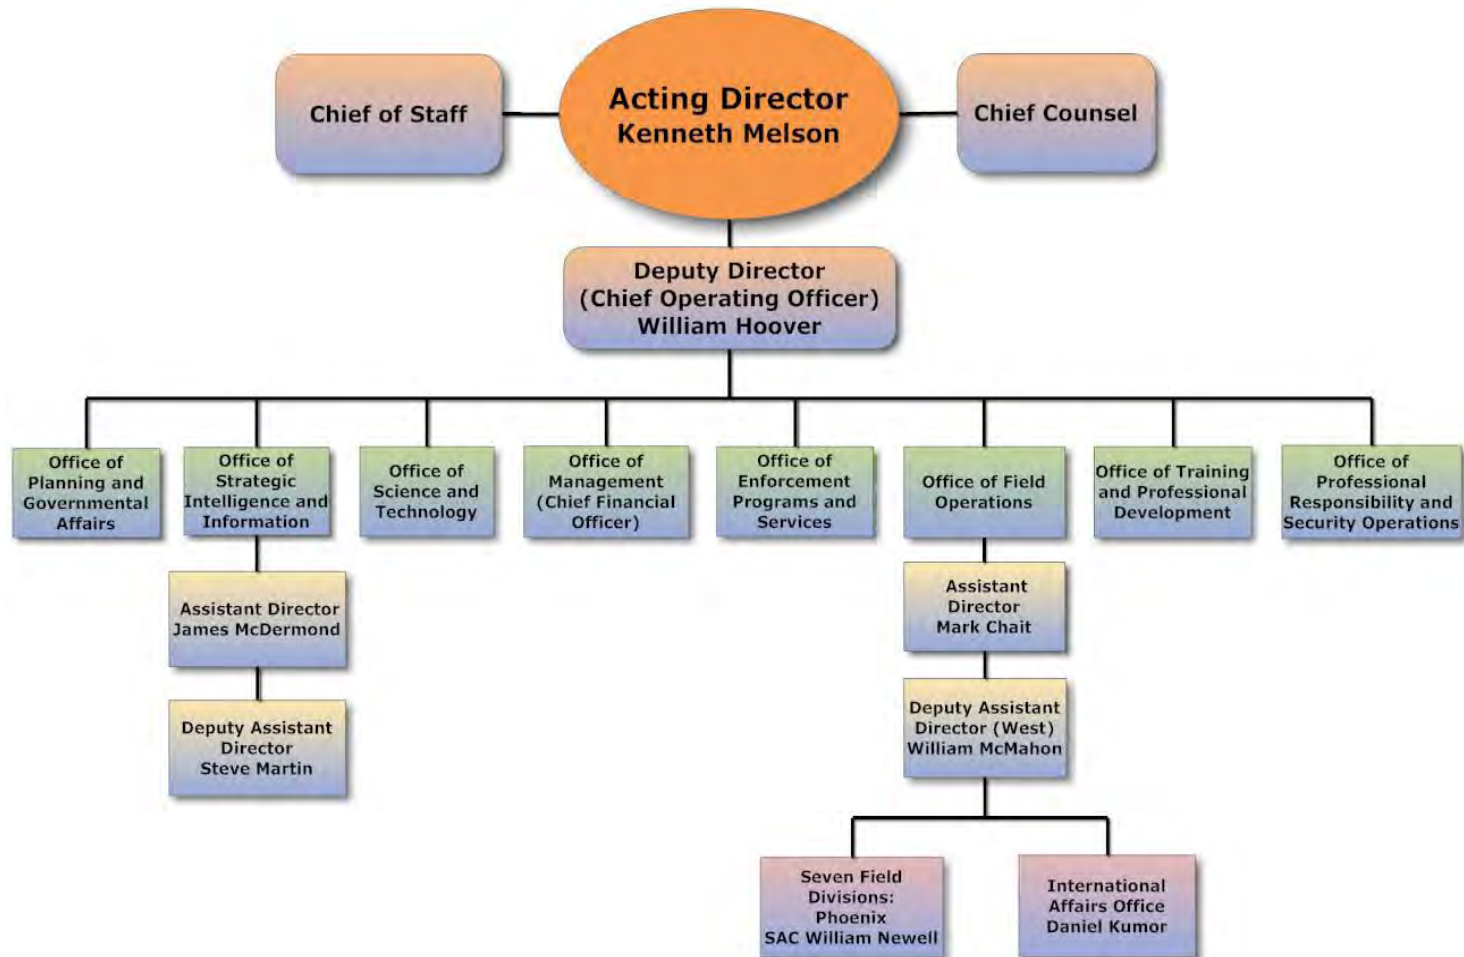 Chief of Staff
Acting Director
Kenneth Melson
Chief Counsel
Deputy Director
(Chief Operating Officer)
William Hoover
Office of
Planning and
Governmental
Affairs
Office of
Strategic
Intelligence and
Information
Office of
Science and
Technology
Office of
Management
(Chief Financial
Officer)
Office of
Enforcement
Programs and
Services
Office of Field
Operations
Office of Training
and Professional
Development
Office of
Professional
Responsibility and
Security Operations
Assistant Director
James McDermond
Assistant
Director
Mark Chait
Deputy Assistant
Director
Steve Martin
Deputy Assistant
Director (West)
William McMahon
Seven Field
Divisions:
Phoenix
SAC William Newell
International
Affairs Office
Daniel Kumor